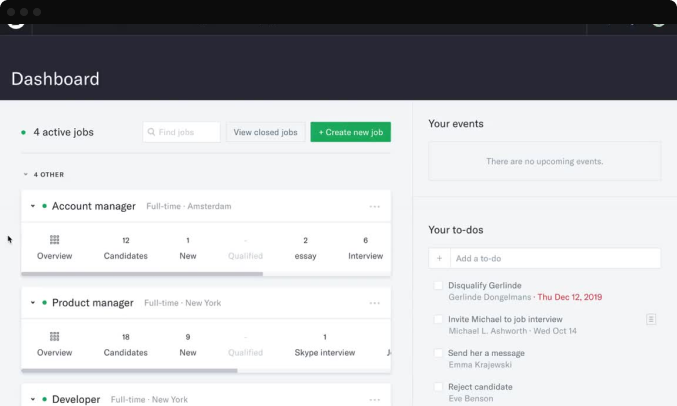 Dashboard
4 active jobs
Find jobs
View closed jobs
+ Create new job
4 OTHER
Account manager Full-time · Amsterdam
12 1 - 2 6
Overview Candidates New Qualified essay Interview
Product manager Full-time · New York
18 9 - 1
Overview Candidates New Qualified Skype interview
Developer Full-time · New York
Your events
There are no upcoming events.
Your to-dos
+ Add a to-do
Disqualify Gerlinde
Gerlinde Dongelmans · Thu Dec 12, 2019
Invite Michael to job interview
Michael L. Ashworth · Wed Oct 14
Send her a message
Emma Krajewski
Reject candidate
Eve Benson